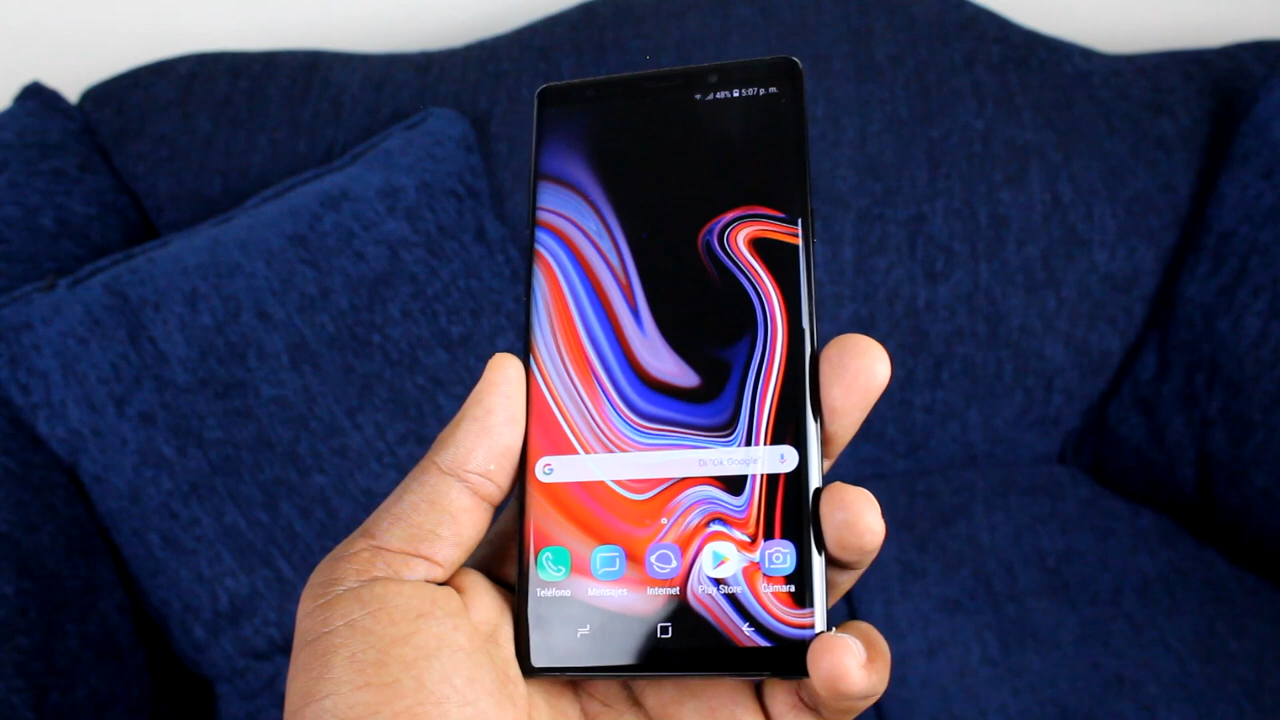 48% 5:07 p. m.
Di "Ok Google"
Teléfono Mensajes Internet Play Store Cámara